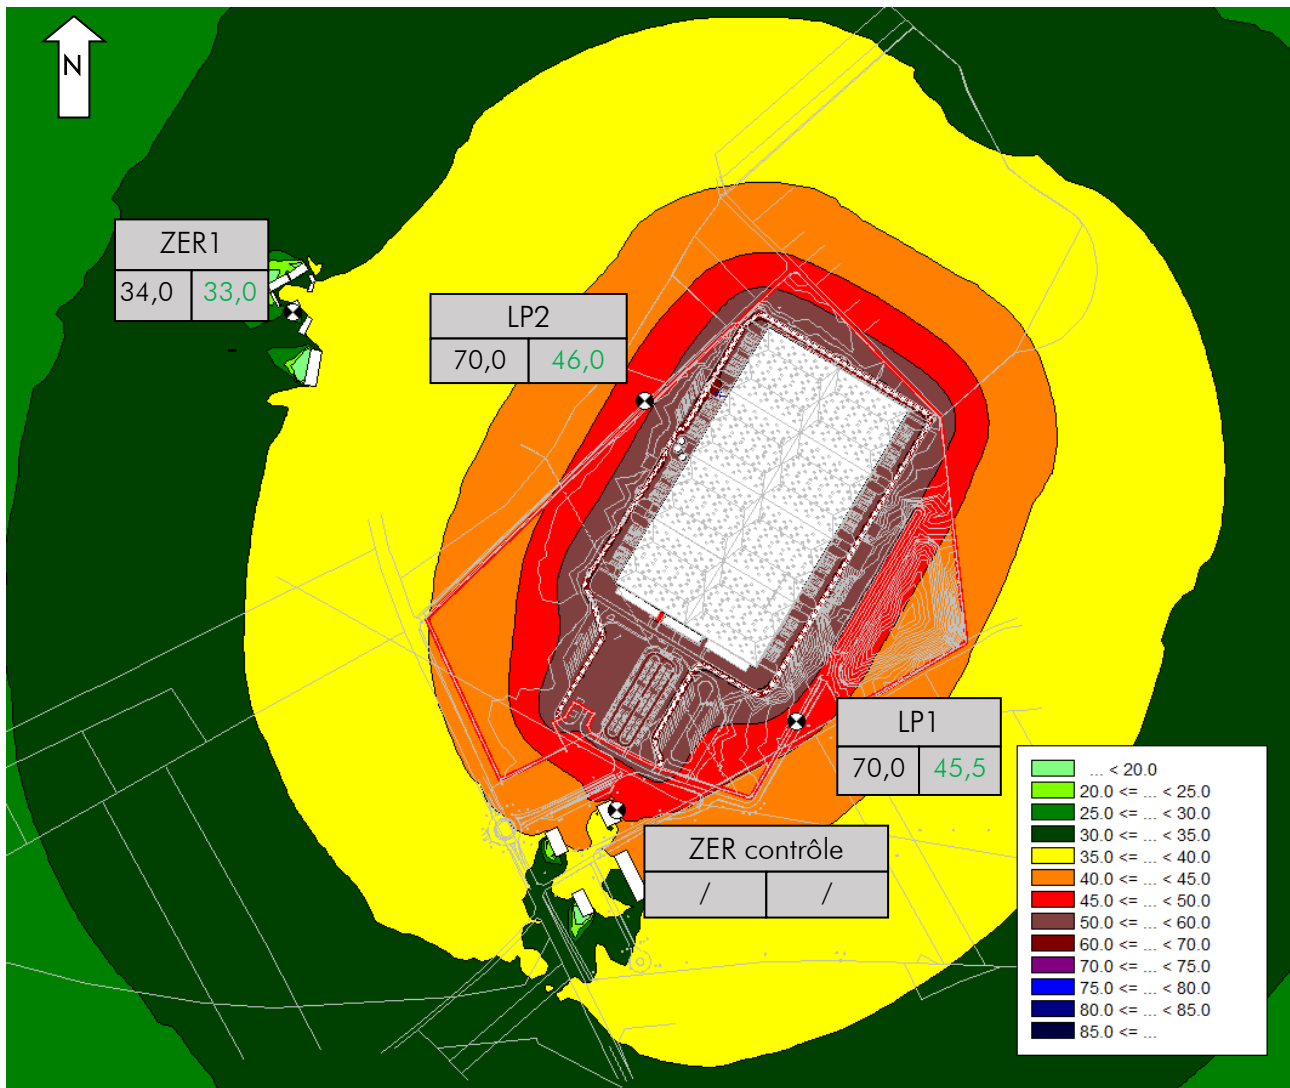 N
ZER1
34,0 33,0
LP2
70,0 46,0
LP1
70,0 45,5
ZER contrôle
/ /
... < 20.0
20.0 <= ... < 25.0
25.0 <= ... < 30.0
30.0 <= ... < 35.0
35.0 <= ... < 40.0
40.0 <= ... < 45.0
45.0 <= ... < 50.0
50.0 <= ... < 60.0
60.0 <= ... < 70.0
70.0 <= ... < 75.0
75.0 <= ... < 80.0
80.0 <= ... < 85.0
85.0 <= ...